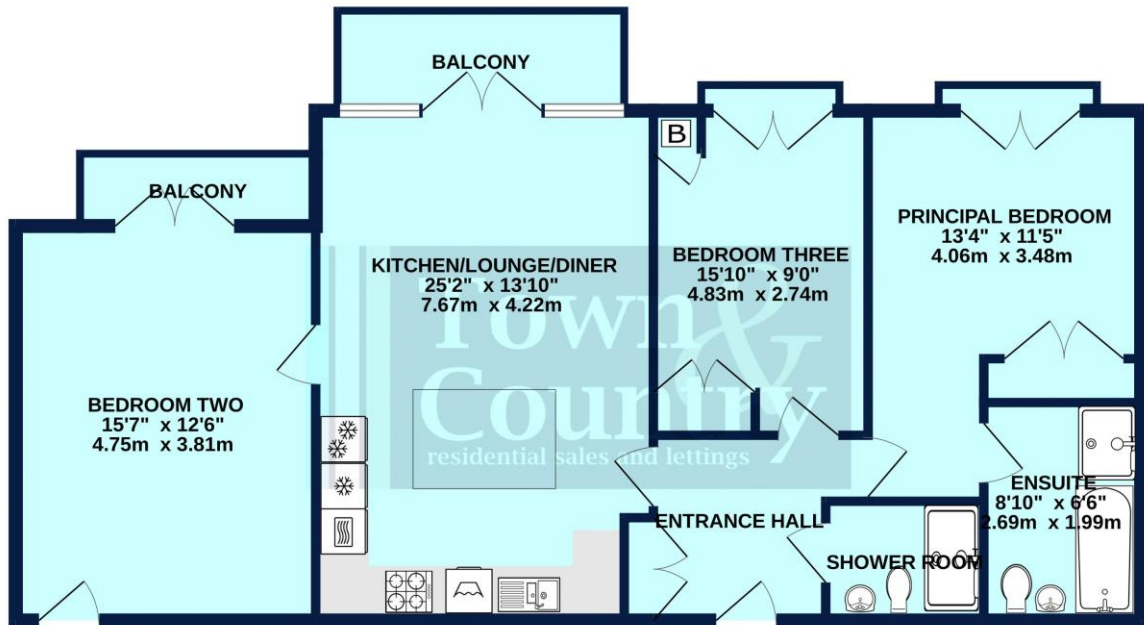 BALCONY
BALCONY
B
KITCHEN/LOUNGE/DINER
25'2" x 13'10"
7.67m x 4.22m
BEDROOM THREE
15'10" x 9'0"
4.83m x 2.74m
PRINCIPAL BEDROOM
13'4" x 11'5"
4.06m x 3.48m
BEDROOM TWO
15'7" x 12'6"
4.75m x 3.81m
Town &
Country
residential sales and lettings
ENTRANCE HALL
SHOWER ROOM
ENSUITE
8'10" x 6'6"
2.69m x 1.99m